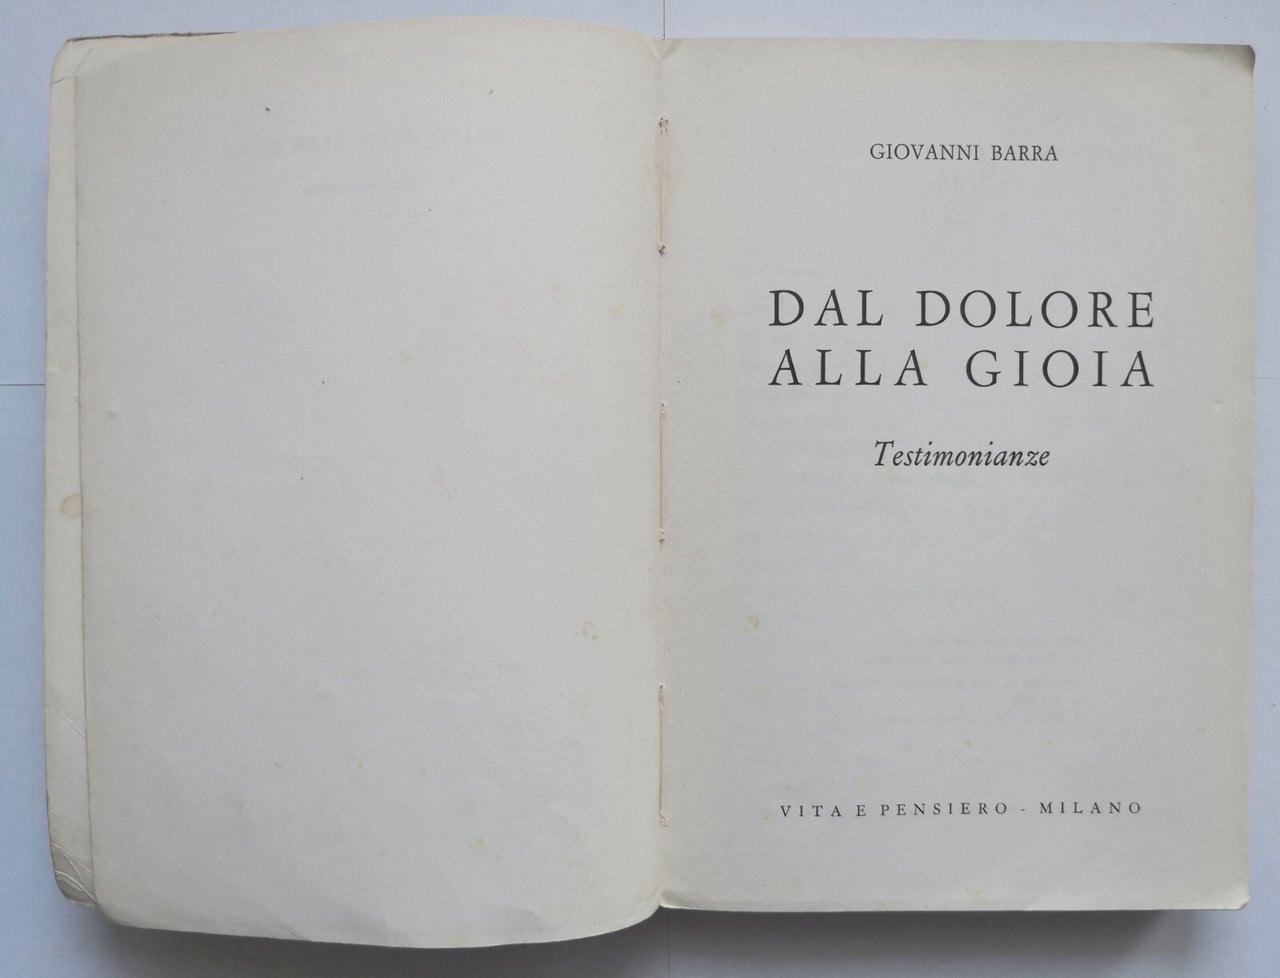 GIOVANNI BARRA
DAL DOLORE
ALLA GIOIA
Testimonianze
VITA E PENSIERO - MILANO